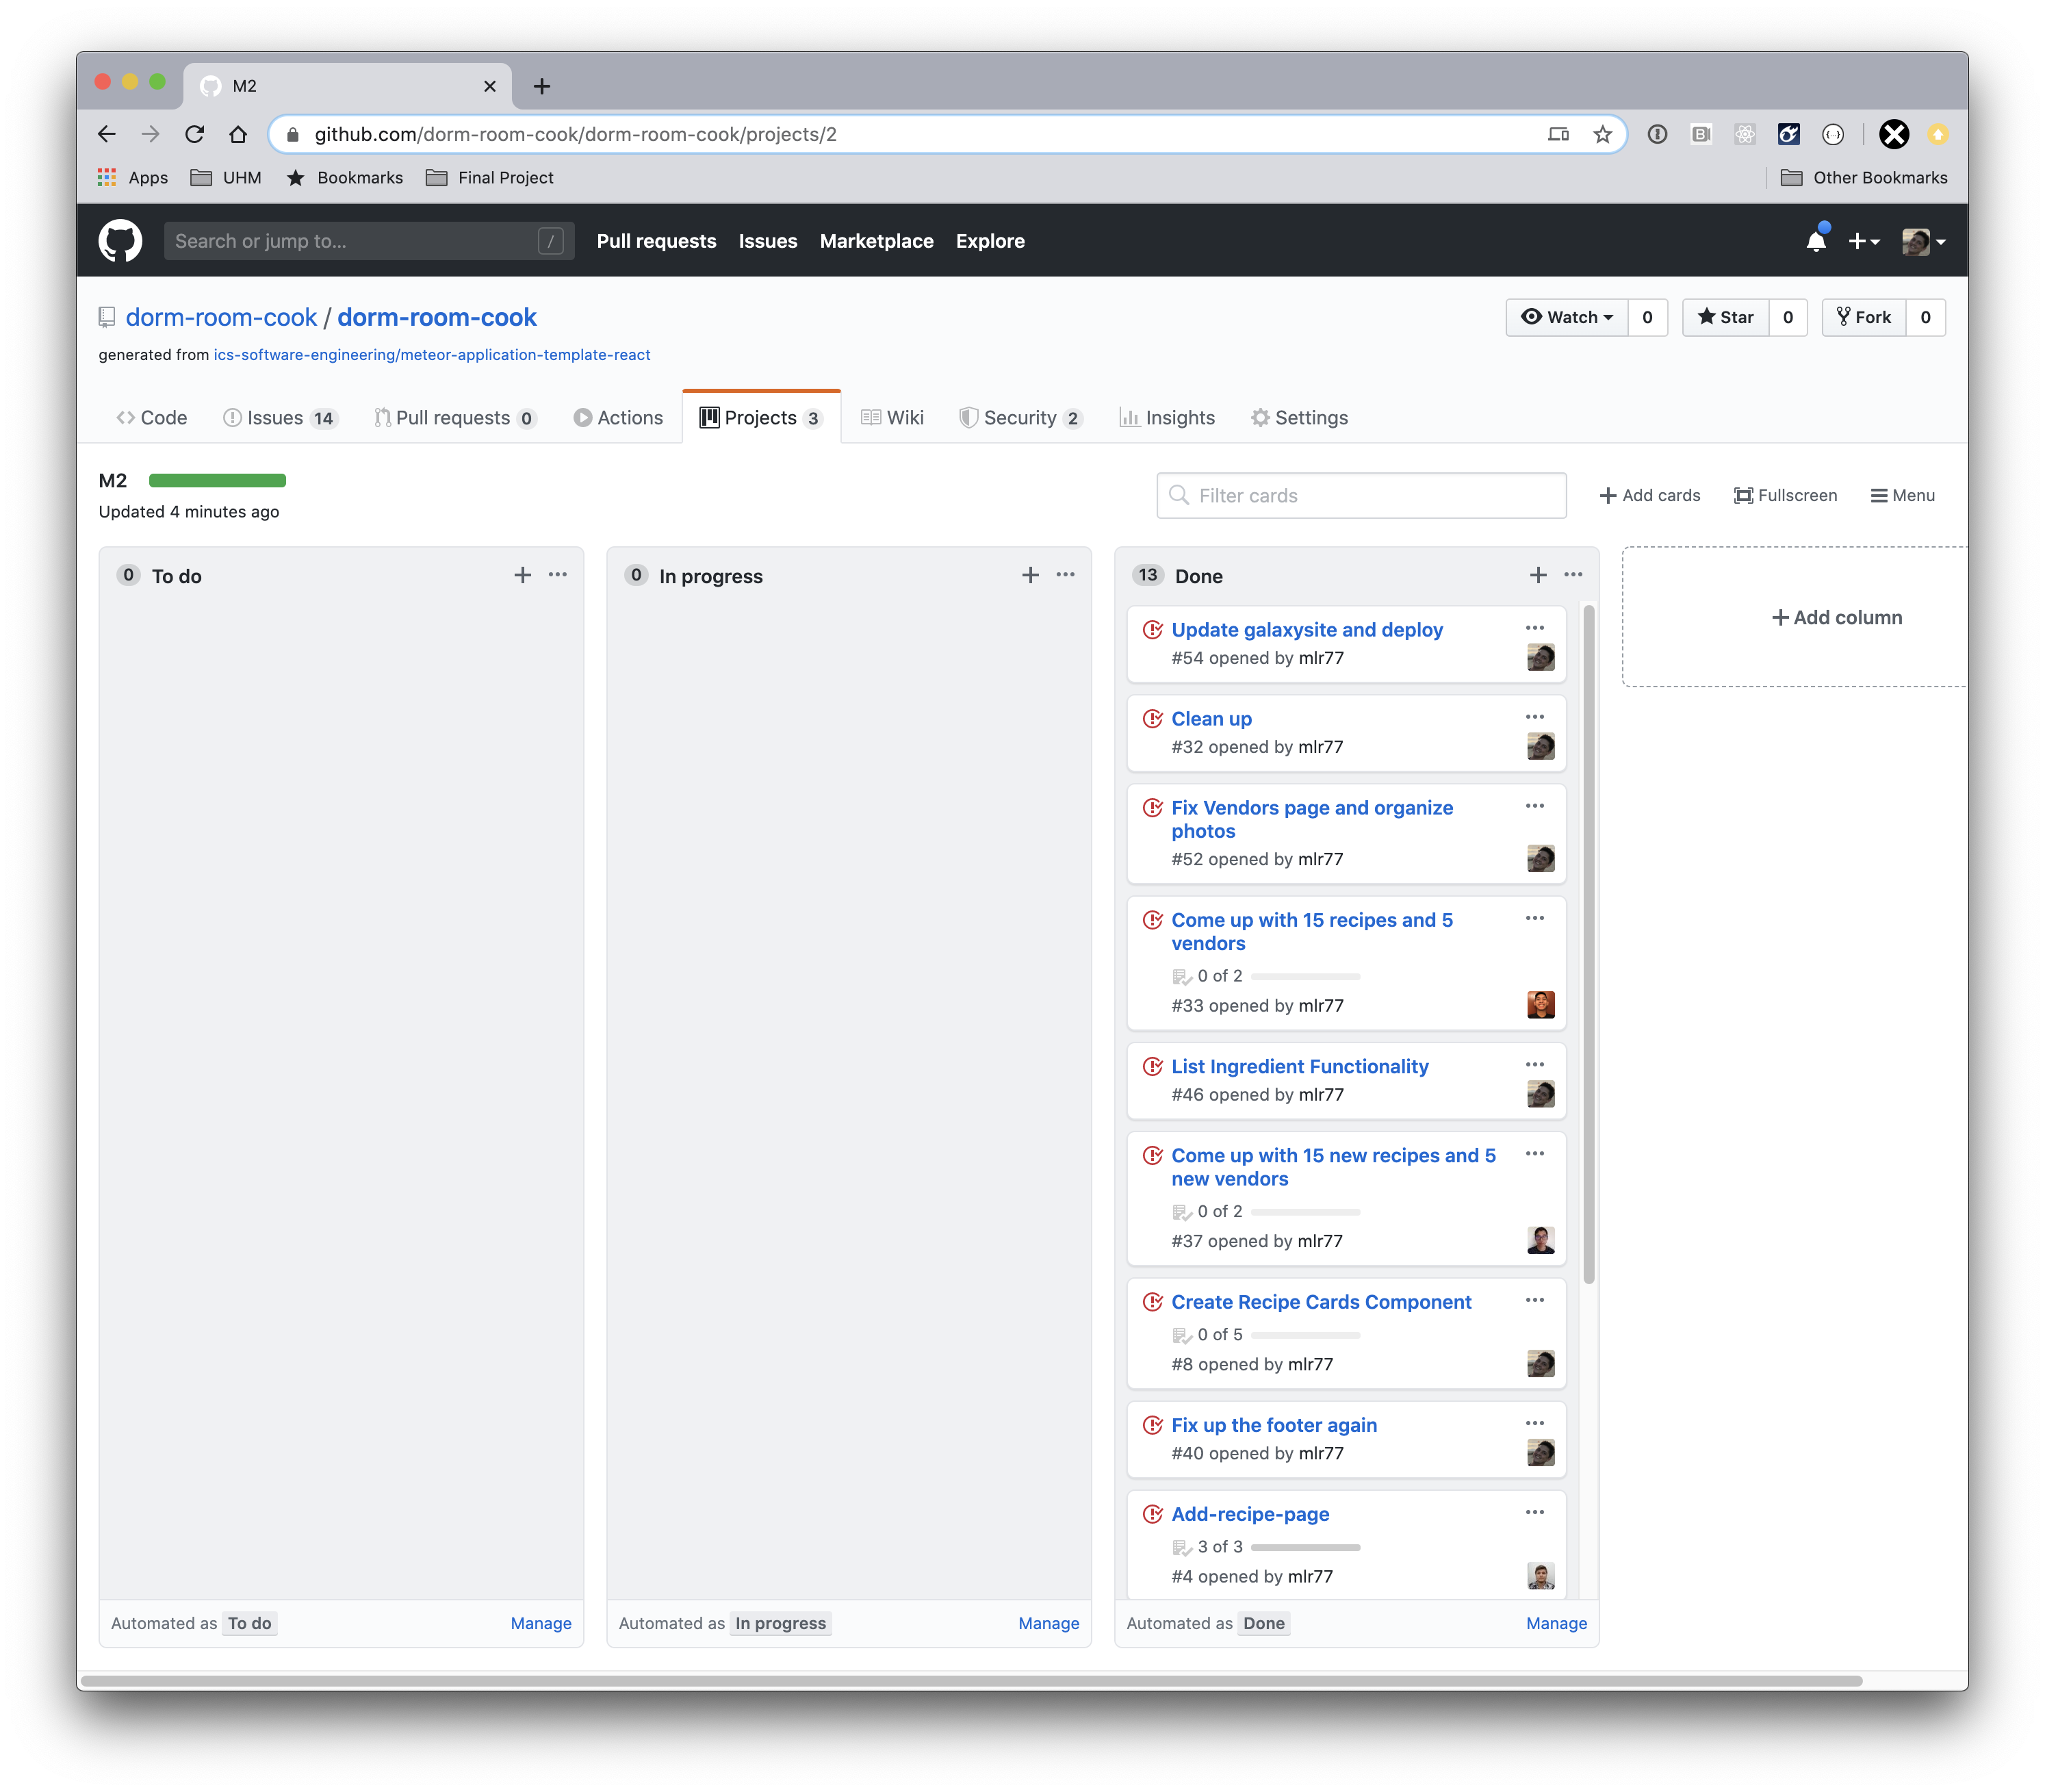 M2
github.com/dorm-room-cook/dorm-room-cook/projects/2
Apps UHM Bookmarks Final Project Other Bookmarks
Search or jump to... / Pull requests Issues Marketplace Explore
dorm-room-cook / dorm-room-cook Watch 0 Star 0 Fork 0
generated from ics-software-engineering/meteor-application-template-react
Code Issues 14 Pull requests 0 Actions Projects 3 Wiki Security 2 Insights Settings
M2
Updated 4 minutes ago
Filter cards Add cards Fullscreen Menu
0 To do
0 In progress
13 Done
Update galaxysite and deploy
#54 opened by mlr77
Clean up
#32 opened by mlr77
Fix Vendors page and organize
photos
#52 opened by mlr77
Come up with 15 recipes and 5
vendors
0 of 2
#33 opened by mlr77
List Ingredient Functionality
#46 opened by mlr77
Come up with 15 new recipes and 5
new vendors
0 of 2
#37 opened by mlr77
Create Recipe Cards Component
0 of 5
#8 opened by mlr77
Fix up the footer again
#40 opened by mlr77
Add-recipe-page
3 of 3
#4 opened by mlr77
Add column
Automated as To do Manage
Automated as In progress Manage
Automated as Done Manage